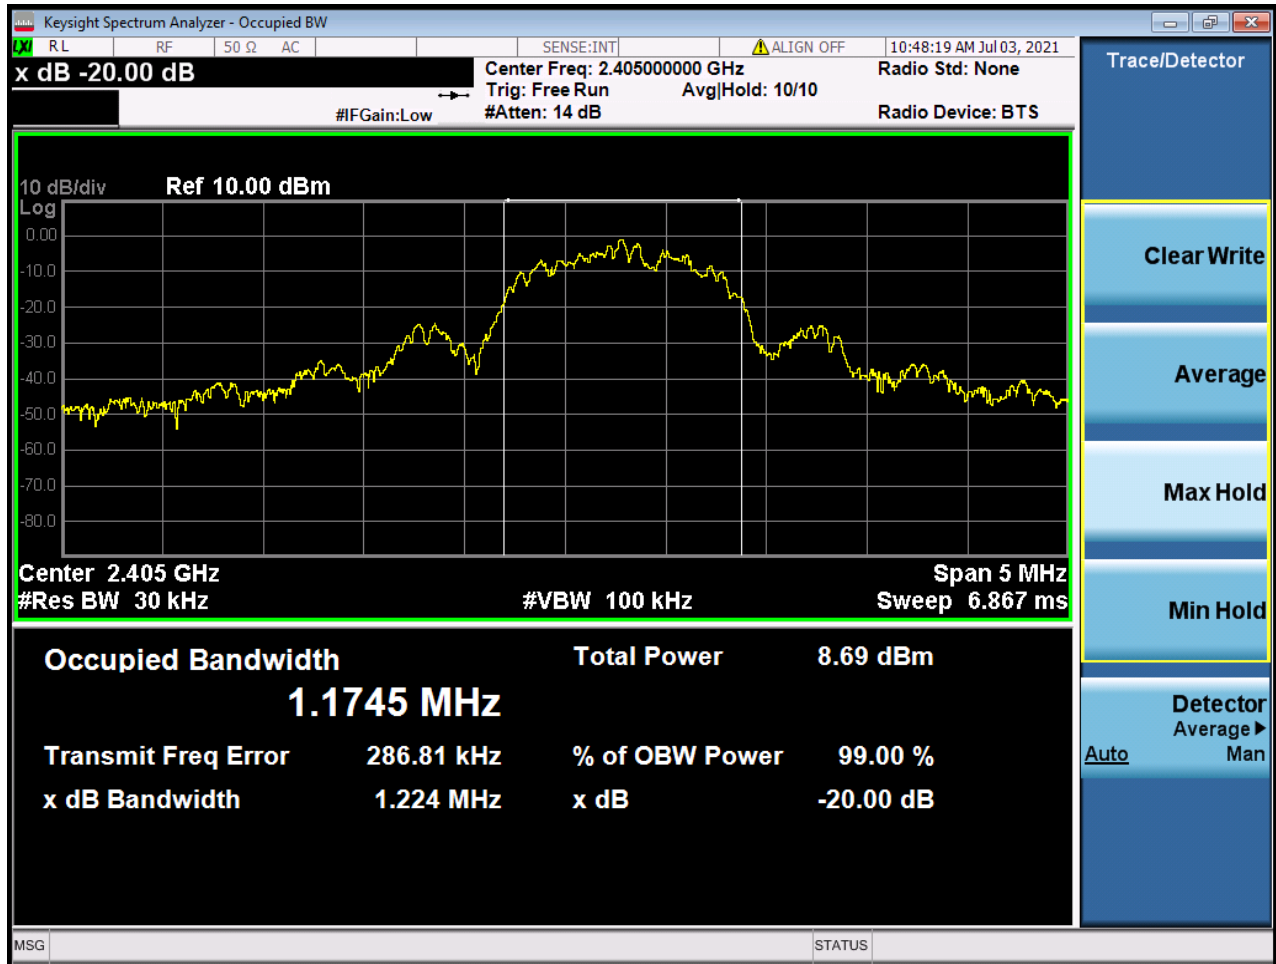 Keysight Spectrum Analyzer - Occupied BW
LXI RL RF 50 Ω AC SENSE:INT ALIGN OFF 10:48:19 AM Jul 03, 2021
x dB -20.00 dB
Center Freq: 2.405000000 GHz Radio Std: None
Trig: Free Run Avg|Hold: 10/10
#IFGain:Low #Atten: 14 dB Radio Device: BTS
10 dB/div Ref 10.00 dBm
Log
0.00
-10.0
-20.0
-30.0
-40.0
-50.0
-60.0
-70.0
-80.0
Center 2.405 GHz Span 5 MHz
#Res BW 30 kHz #VBW 100 kHz Sweep 6.867 ms
Occupied Bandwidth Total Power 8.69 dBm
1.1745 MHz
Transmit Freq Error 286.81 kHz % of OBW Power 99.00 %
x dB Bandwidth 1.224 MHz x dB -20.00 dB
Trace/Detector
Clear Write
Average
Max Hold
Min Hold
Detector
Average
Auto Man
MSG STATUS